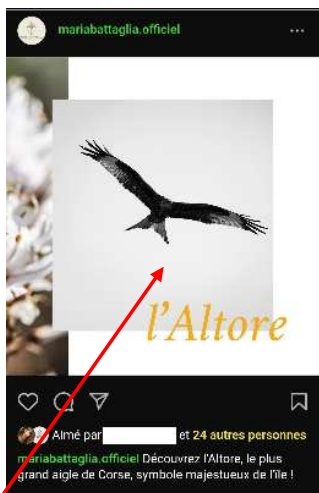 mariabattaglia.officiel
l'Altore
Aimé par et 24 autres personnes
mariabattaglia.officiel Découvrez l'Altore, le plus
grand aigle de Corse, symbole majestueux de l'île !